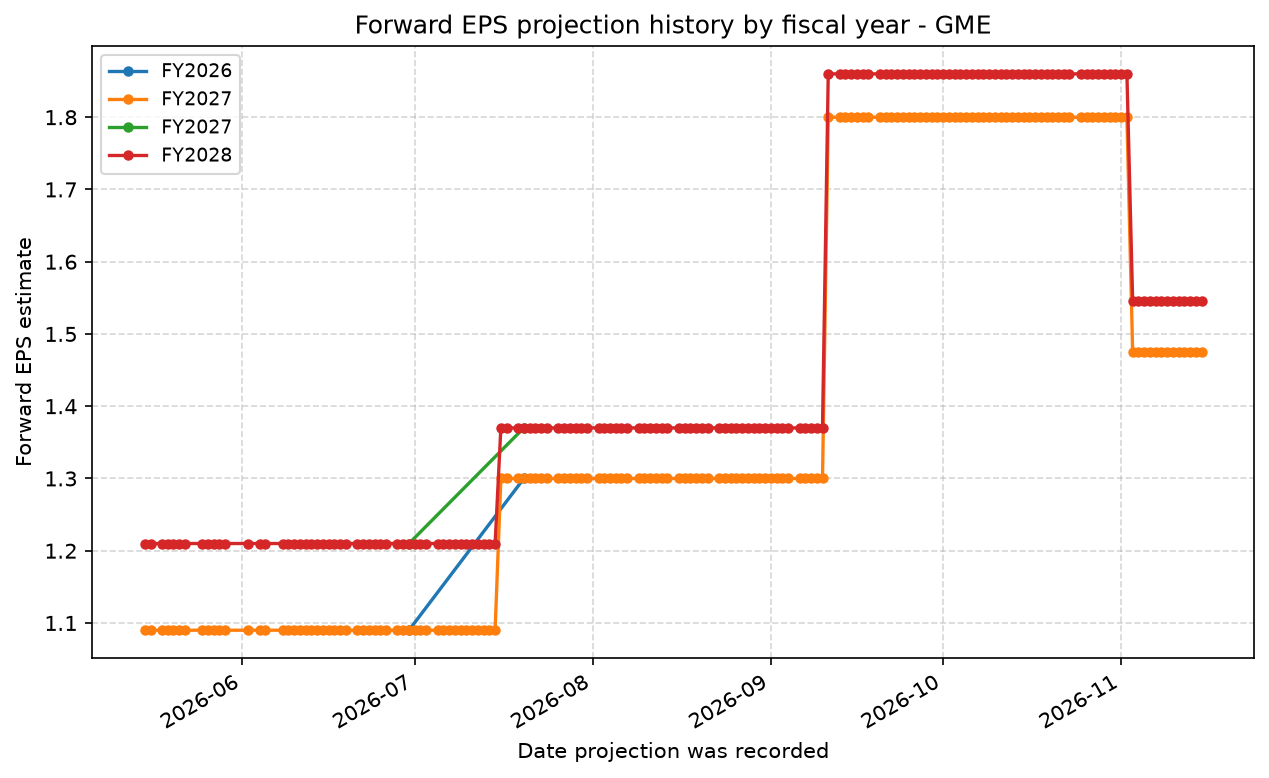 Forward EPS projection history by fiscal year - GME
FY2026
FY2027
FY2027
FY2028
Forward EPS estimate
1.8
1.7
1.6
1.5
1.4
1.3
1.2
1.1
2026-06
2026-07
2026-08
2026-09
2026-10
2026-11
Date projection was recorded